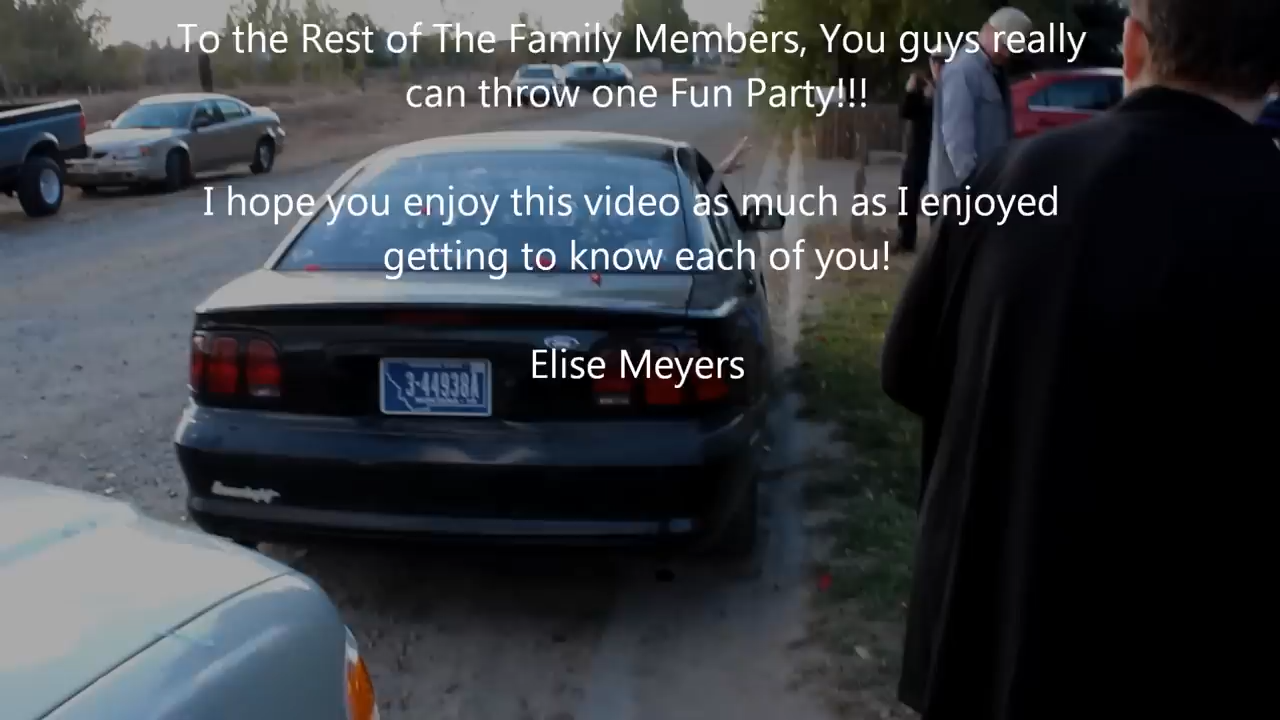 To the Rest of The Family Members, You guys really
can throw one Fun Party!!!
I hope you enjoy this video as much as I enjoyed
getting to know each of you!
Elise Meyers
3-44938A